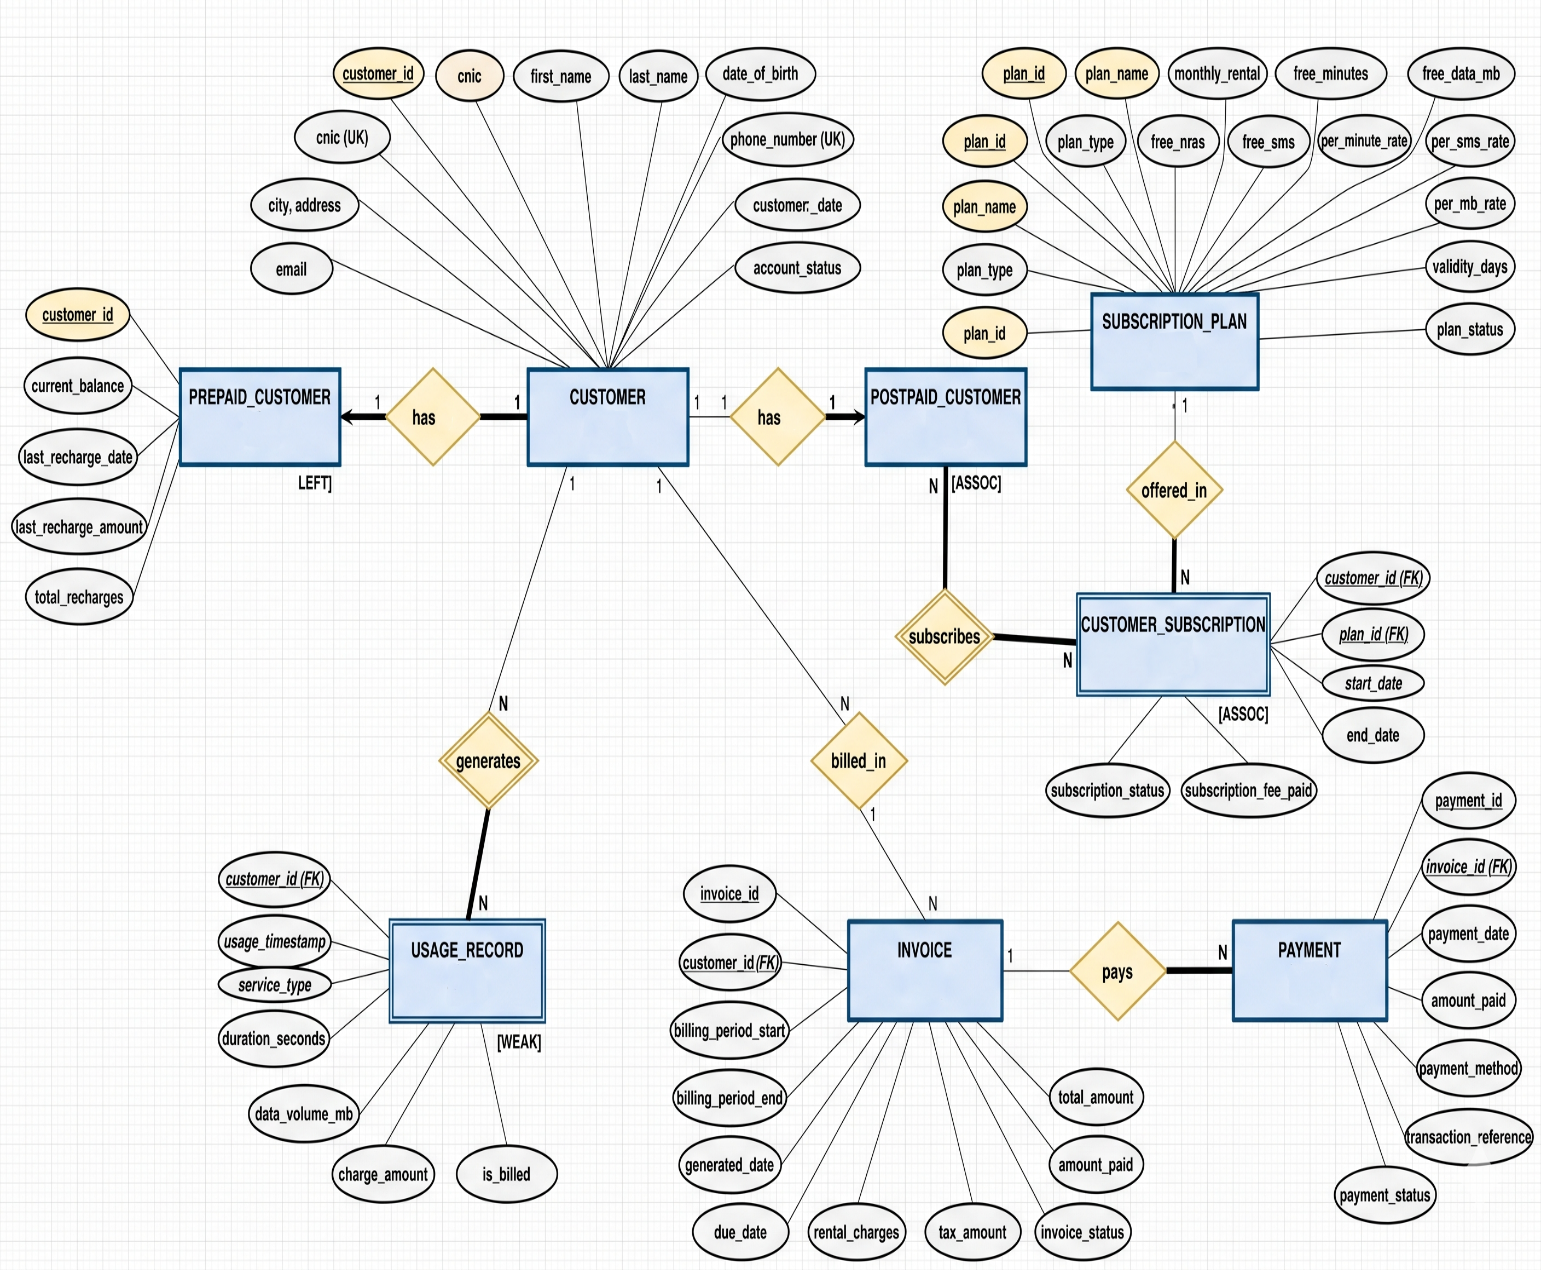 customer_id
cnic
first_name
last_name
date_of_birth
cnic (UK)
phone_number (UK)
city, address
customer:_date
email
account_status
plan_id
plan_name
monthly_rental
free_minutes
free_data_mb
plan_id
plan_type
free_nras
free_sms
per_minute_rate
per_sms_rate
plan_name
per_mb_rate
plan_type
validity_days
plan_id
plan_status
SUBSCRIPTION_PLAN
customer_id
current_balance
last_recharge_date
last_recharge_amount
total_recharges
PREPAID_CUSTOMER
LEFT]
1
has
1
CUSTOMER
1
1
has
1
POSTPAID_CUSTOMER
N
[ASSOC]
1
offered_in
N
1
1
subscribes
N
CUSTOMER_SUBSCRIPTION
[ASSOC]
customer_id (FK)
plan_id (FK)
start_date
end_date
subscription_status
subscription_fee_paid
N
generates
N
N
billed_in
1
N
customer_id (FK)
usage_timestamp
service_type
duration_seconds
data_volume_mb
charge_amount
is_billed
USAGE_RECORD
[WEAK]
invoice_id
customer_id (FK)
billing_period_start
billing_period_end
generated_date
due_date
rental_charges
tax_amount
invoice_status
amount_paid
total_amount
INVOICE
1
pays
N
PAYMENT
payment_id
invoice_id (FK)
payment_date
amount_paid
payment_method
transaction_reference
payment_status